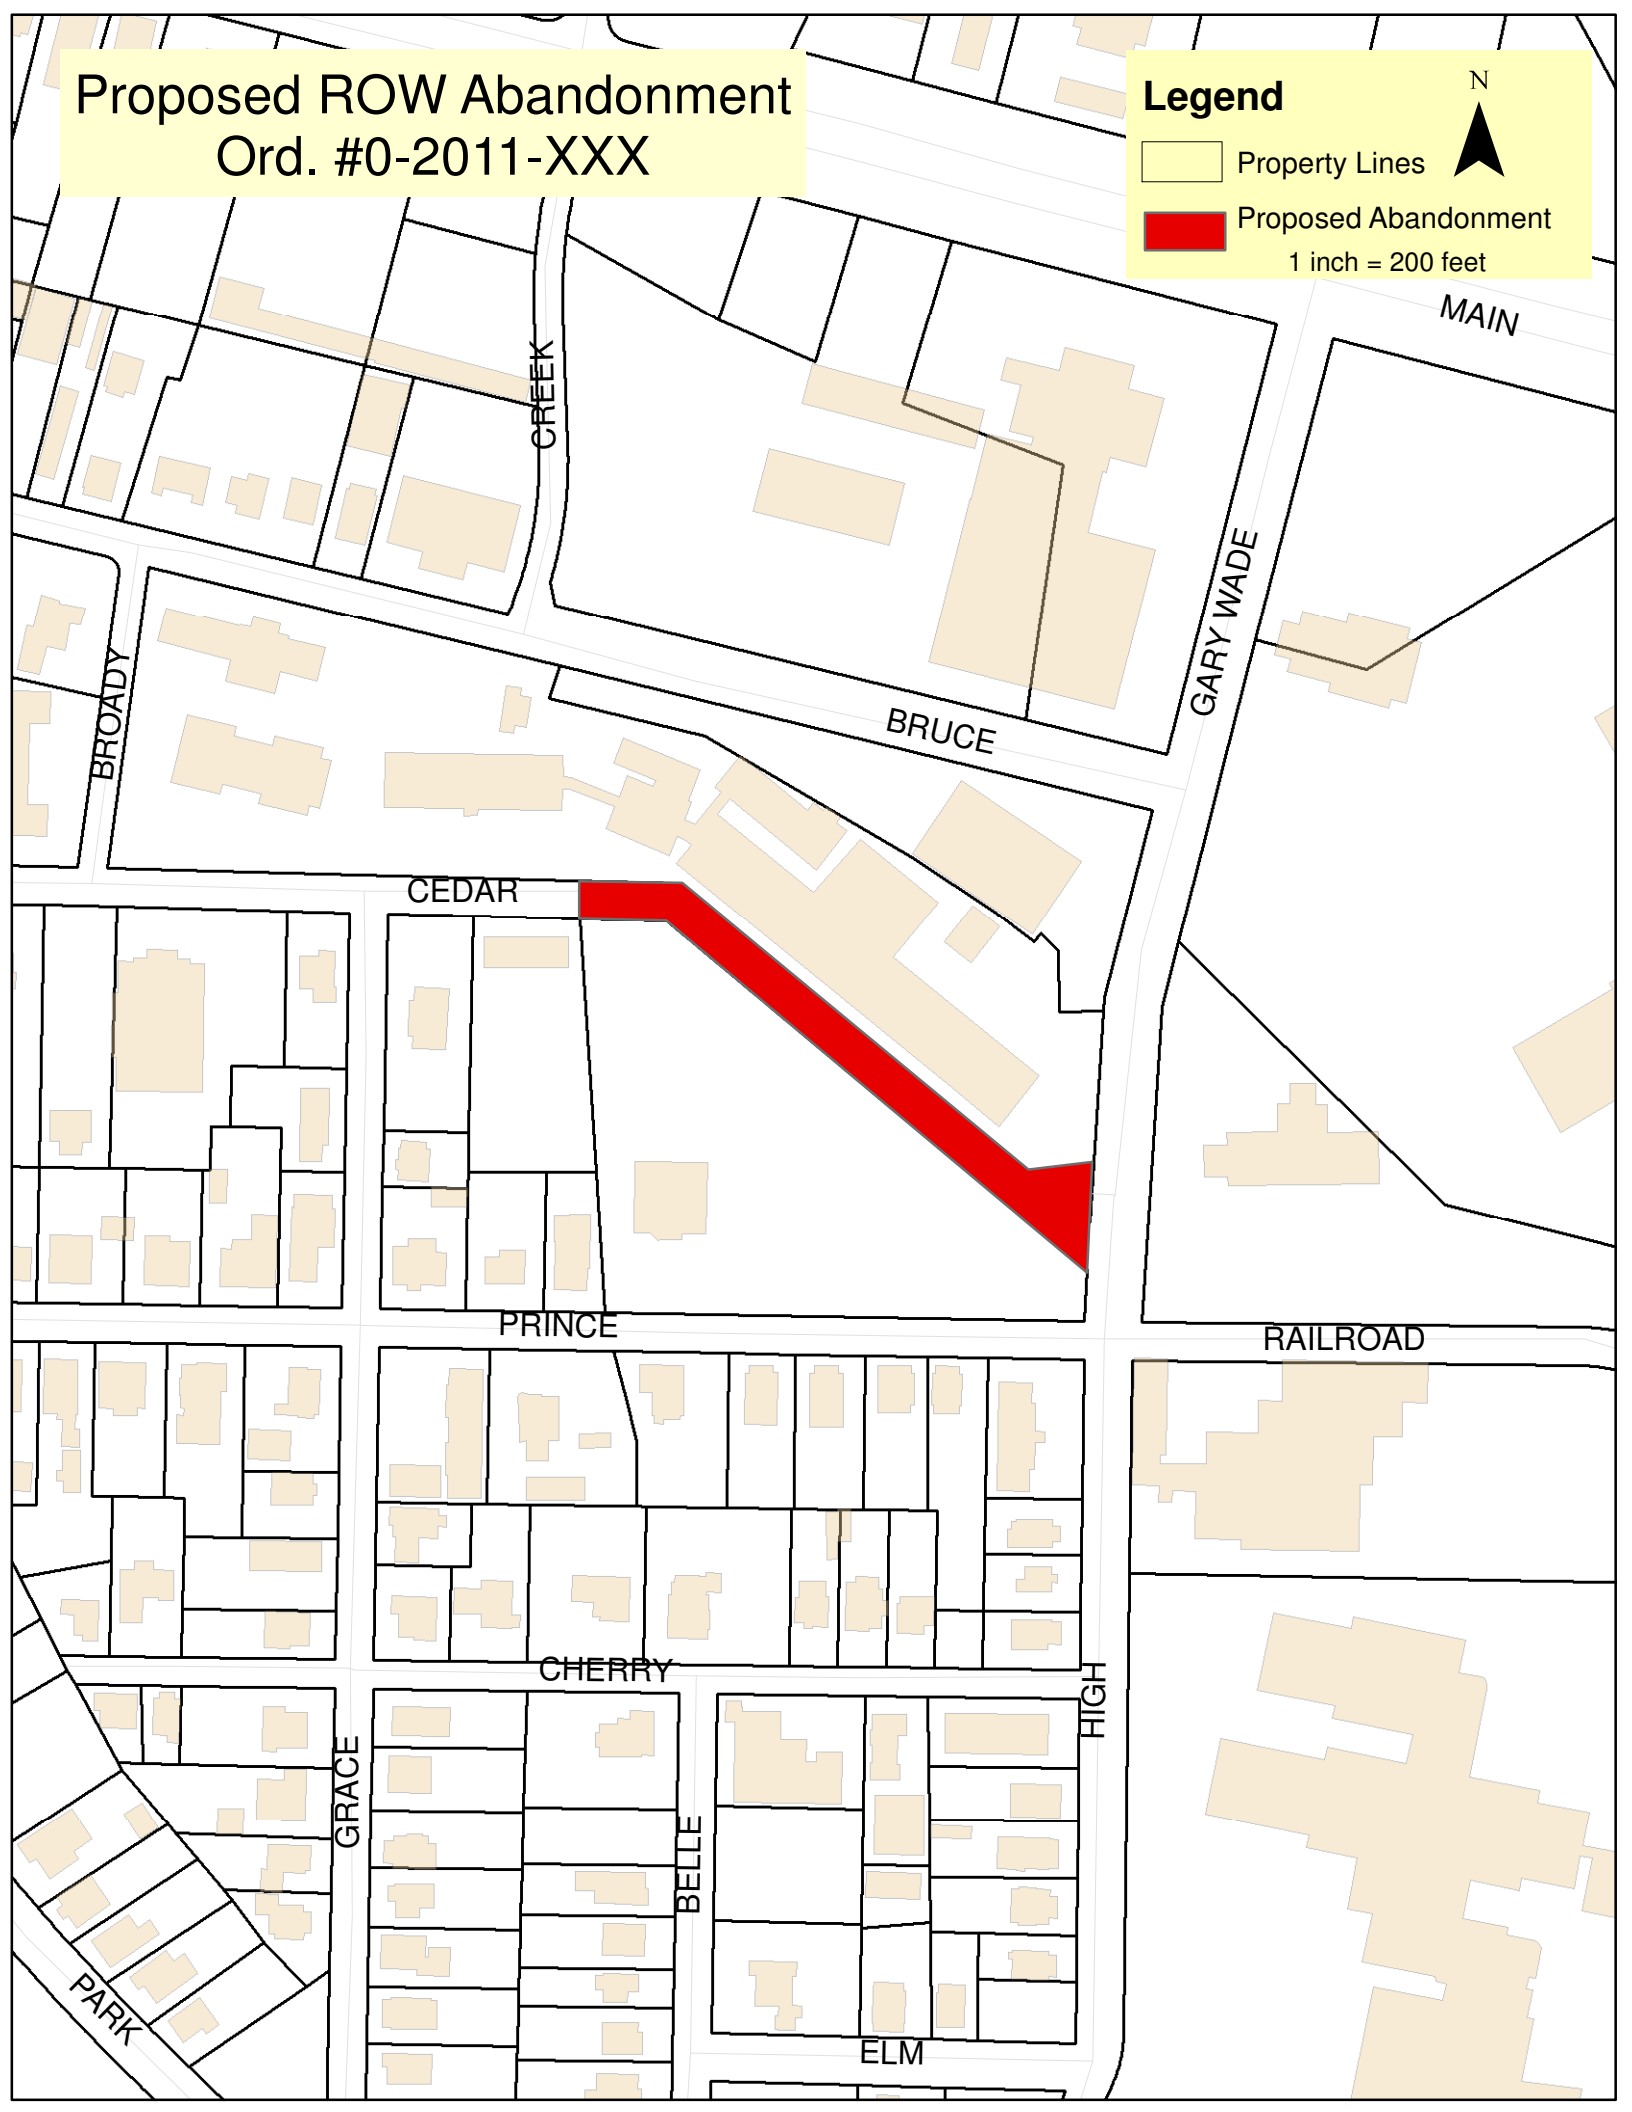 Proposed ROW Abandonment
Ord. #0-2011-XXX
Legend
N
Property Lines
Proposed Abandonment
1 inch = 200 feet
MAIN
CREEK
GARY WADE
BROADY
BRUCE
CEDAR
PRINCE
RAILROAD
CHERRY
HIGH
GRACE
BELLE
PARK
ELM